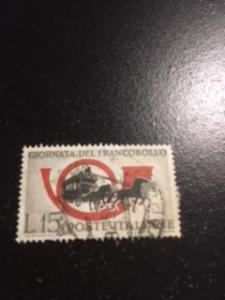 GIORNATA DEL FRANCOBOLLO
L.15 POSTE ITALIANE